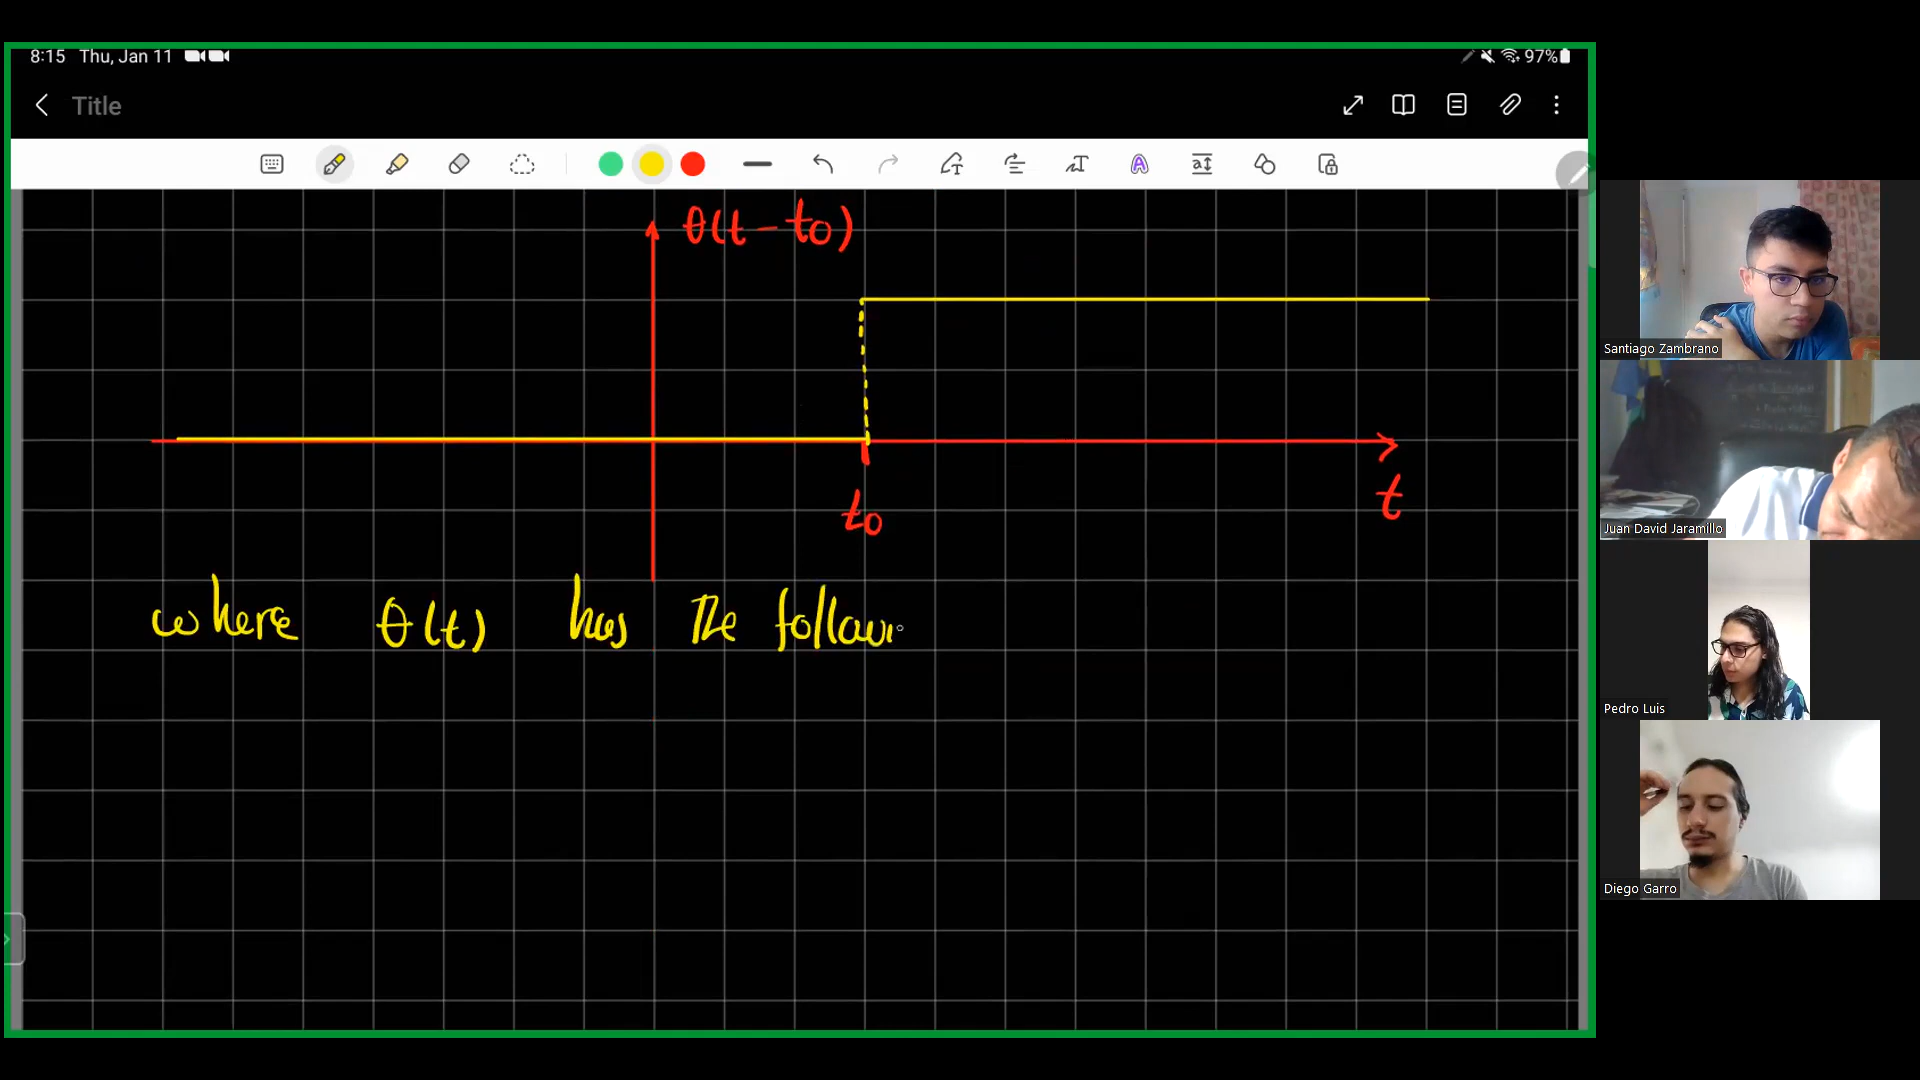 8:15 Thu, Jan 11 97%
Title
θ(t-t0)
t0
t
where θ(t) has the followi
Santiago Zambrano
Juan David Jaramillo
Pedro Luis
Diego Garro